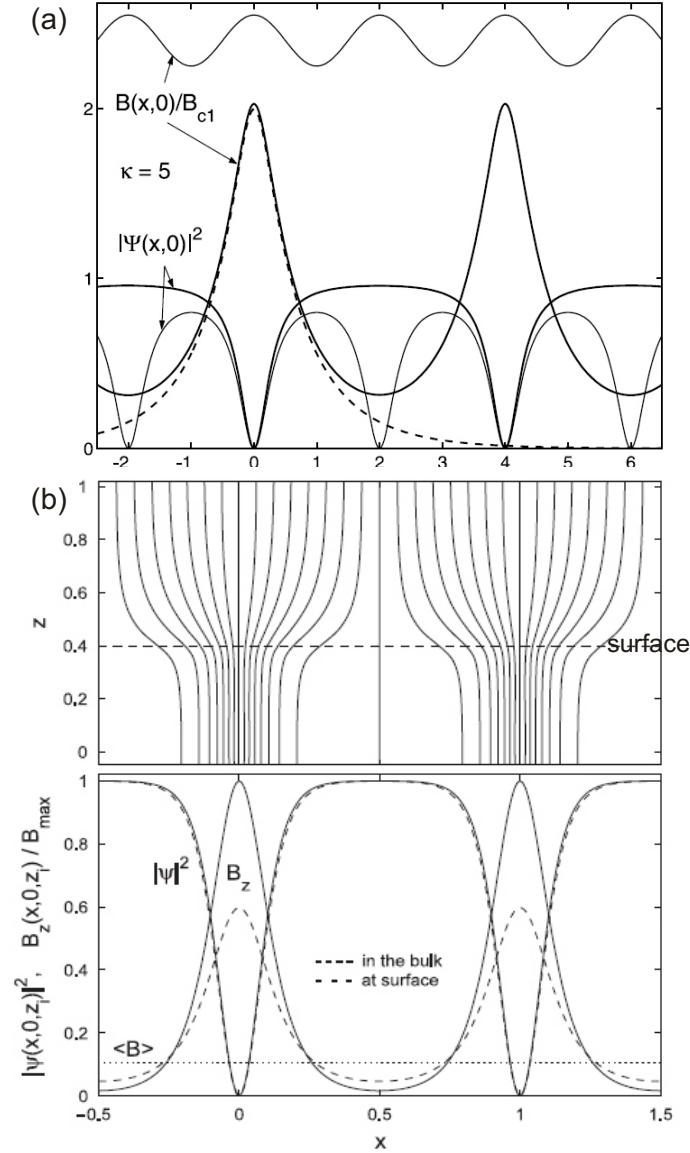 (a)
2
B(x,0)/B_c1
κ = 5
|Ψ(x,0)|²
1
0
-2 -1 0 1 2 3 4 5 6
(b)
1
0.8
0.6
z
0.4
surface
0.2
0
1
0.8
|ψ|² B_z
0.6
in the bulk
at surface
0.4
0.2
<B>
0
|ψ(x,0,z_i)|², B_z(x,0,z_i) / B_max
-0.5 0 0.5 1 1.5
x